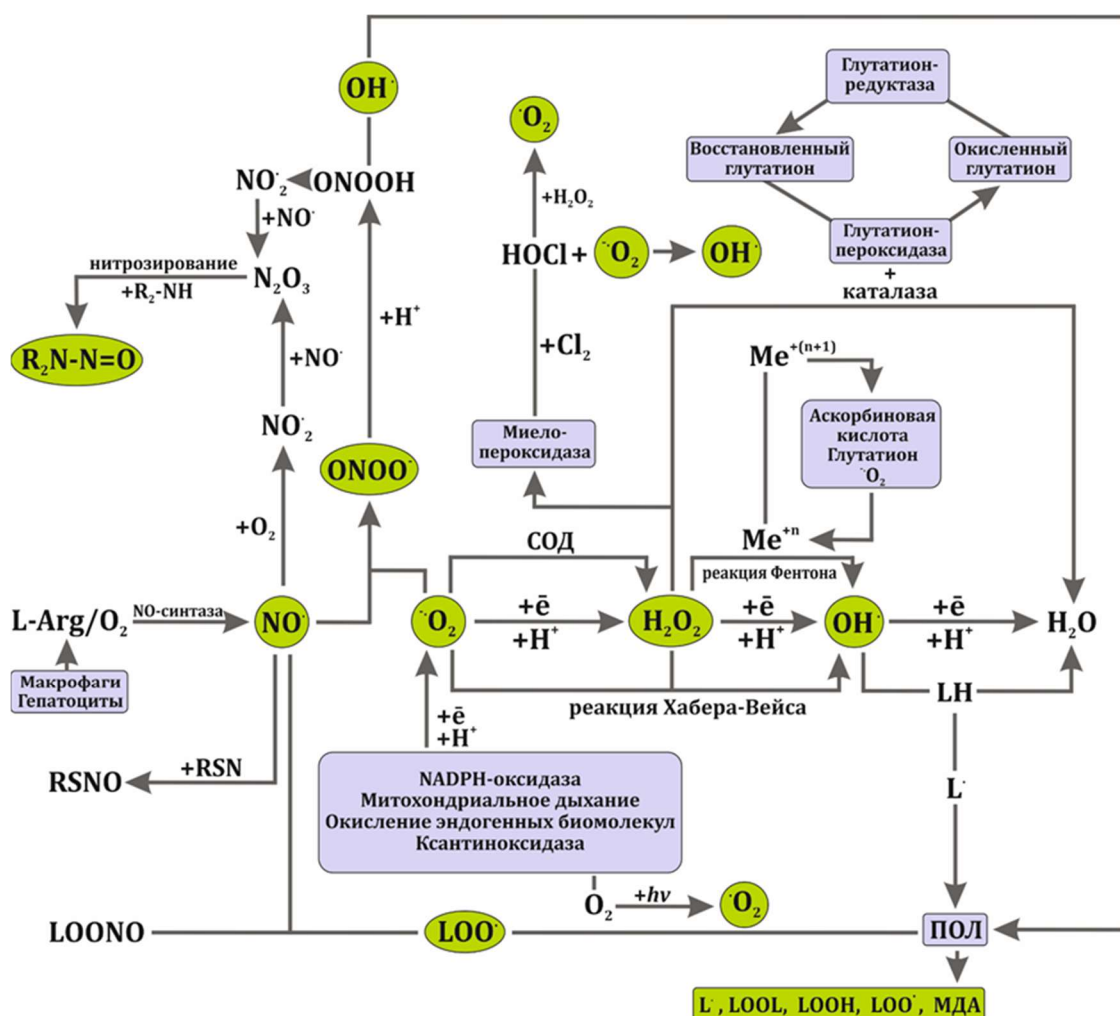 OH·
Глутатион-
редуктаза
·O₂
Восстановленный
глутатион
Окисленный
глутатион
NO·₂
ONOOH
+H₂O₂
+NO·
Глутатион-
пероксидаза
+
каталаза
HOCl +
⁻·O₂
OH·
нитрозирование
+R₂-NH
N₂O₃
+H⁺
+Cl₂
R₂N-N=O
+NO·
Me⁺⁽ⁿ⁺¹⁾
Аскорбиновая
кислота
Глутатион
⁻·O₂
NO·₂
Миело-
пероксидаза
ONOO⁻
+O₂
СОД
Me⁺ⁿ
реакция Фентона
L-Arg/O₂
NO-синтаза
NO·
⁻·O₂
+ē
+H⁺
H₂O₂
+ē
+H⁺
OH·
+ē
+H⁺
H₂O
Макрофаги
Гепатоциты
LH
реакция Хабера-Вейса
+ē
+H⁺
RSNO
+RSN
NADPH-оксидаза
Митохондриальное дыхание
Окисление эндогенных биомолекул
Ксантиноксидаза
L·
O₂
+hν
·O₂
LOONO
LOO·
ПОЛ
L·, LOOL, LOOH, LOO·, МДА